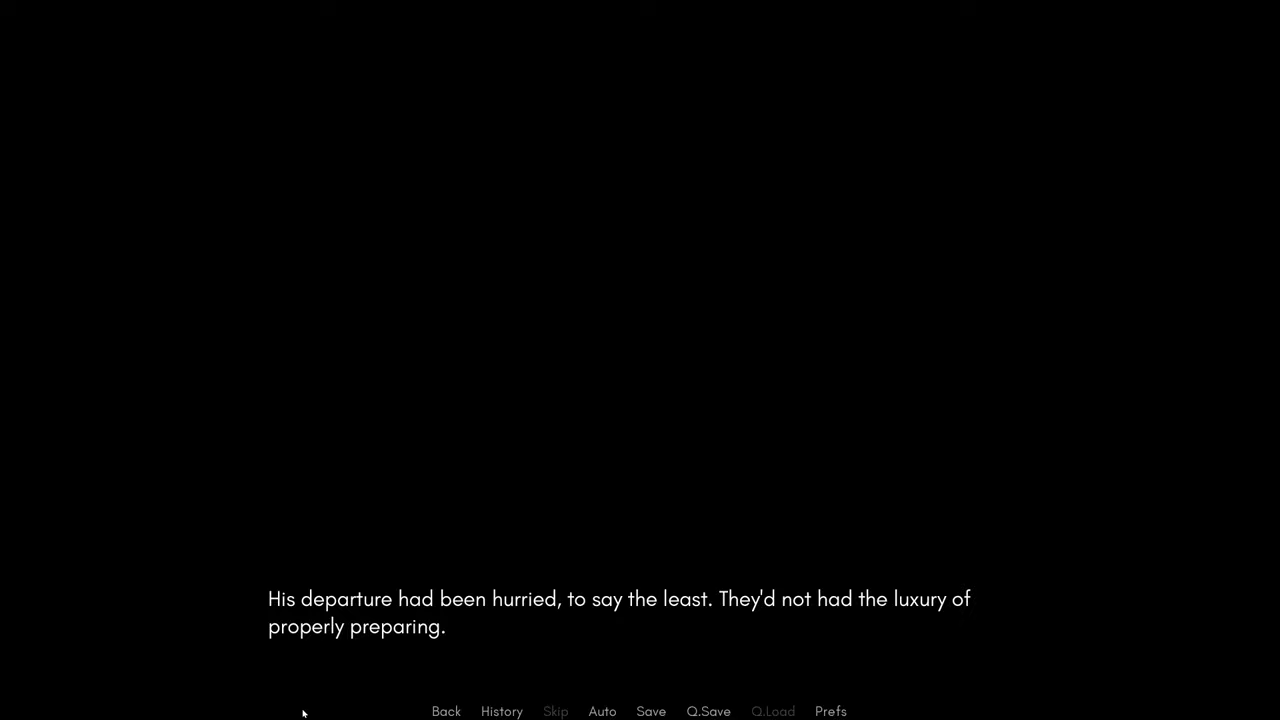 His departure had been hurried, to say the least. They'd not had the luxury of
properly preparing.
Back History Skip Auto Save Q.Save Q.Load Prefs